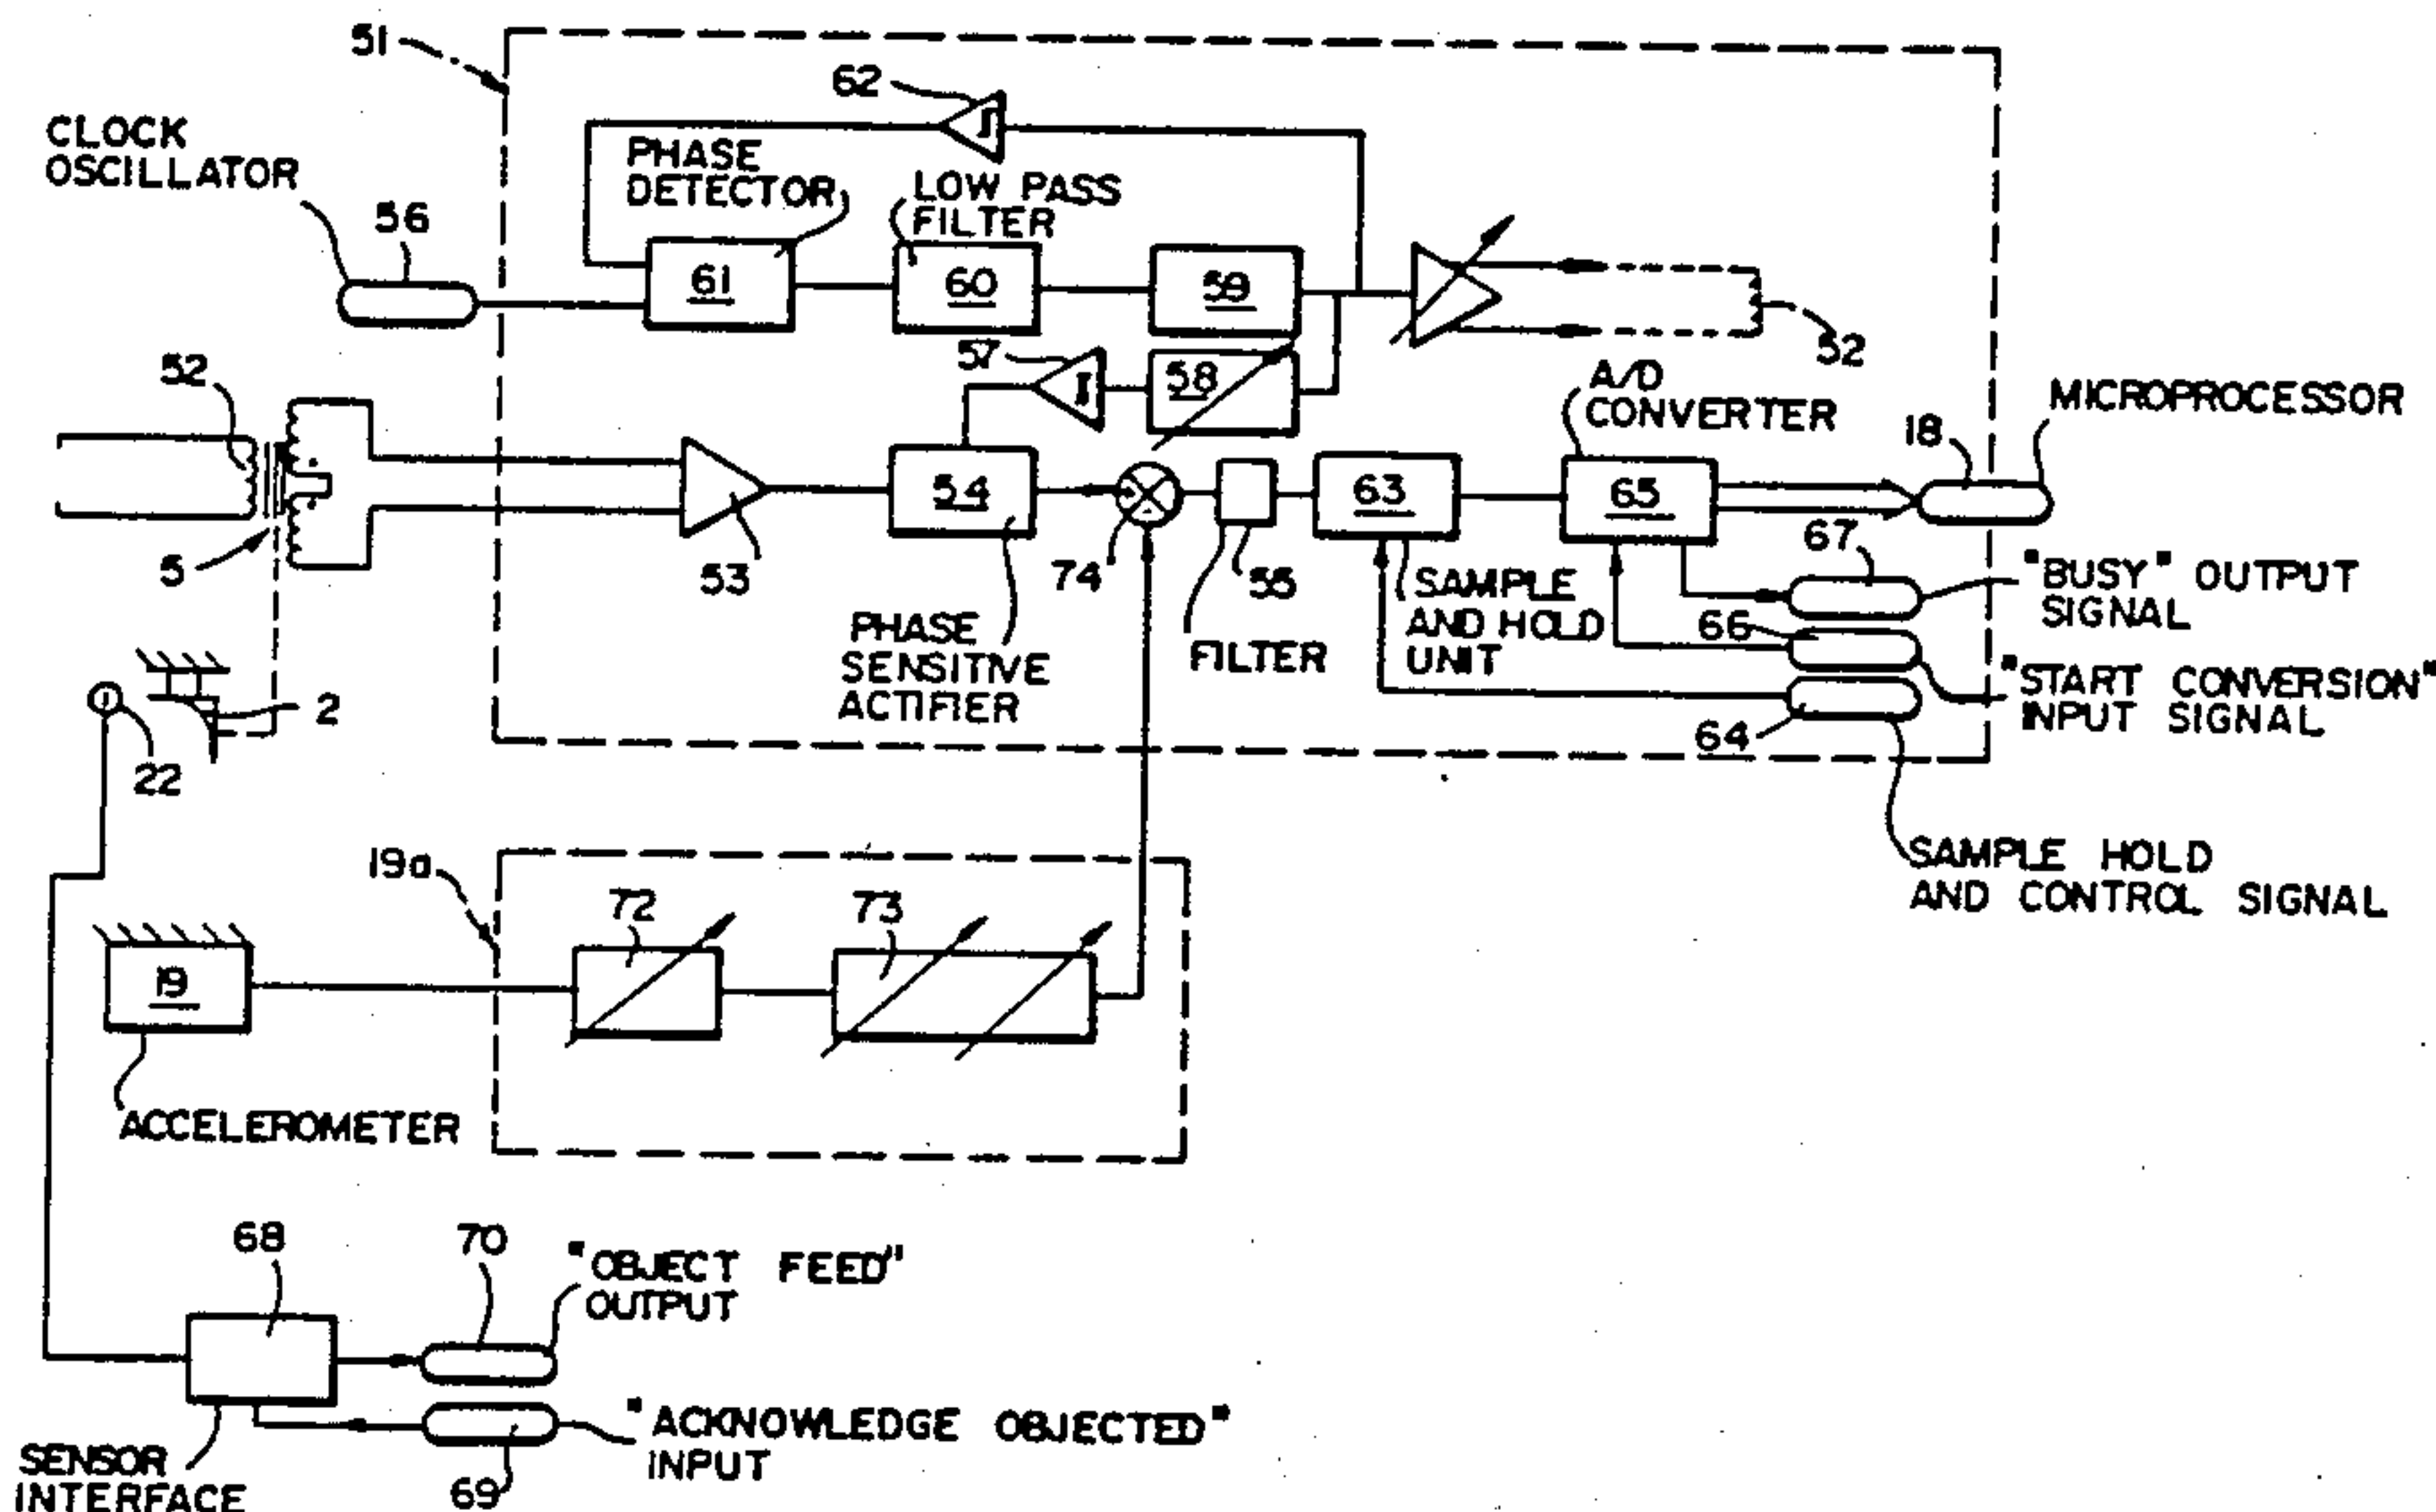 51
62
CLOCK
OSCILLATOR
PHASE
DETECTOR
LOW PASS
FILTER
56
61
60
59
52
57
58
52
A/D
CONVERTER
MICROPROCESSOR
18
54
63
65
5
53
74
55
67
"BUSY" OUTPUT
SIGNAL
SAMPLE
AND HOLD
UNIT
66
PHASE
SENSITIVE
ACTIFIER
FILTER
"START CONVERSION"
INPUT SIGNAL
2
22
64
19a
72
73
SAMPLE HOLD
AND CONTROL SIGNAL
19
ACCELEROMETER
68
70
"OBJECT FEED"
OUTPUT
"ACKNOWLEDGE OBJECTED"
INPUT
SENSOR
INTERFACE
69